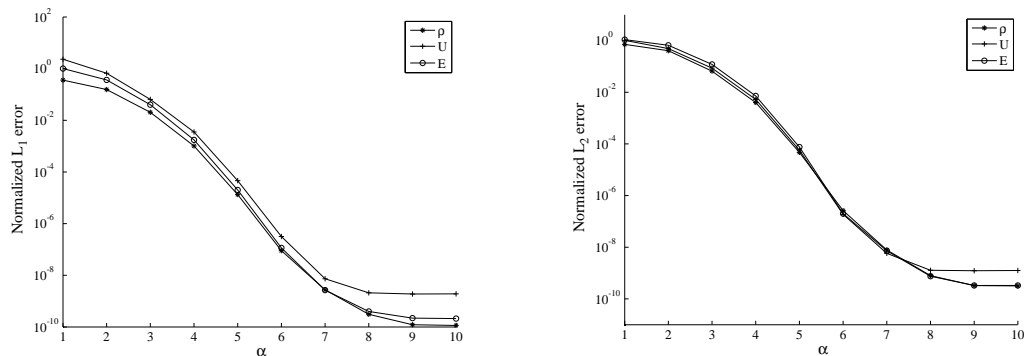 10^2
10^0
10^-2
10^-4
10^-6
10^-8
10^-10
Normalized L_1 error
1 2 3 4 5 6 7 8 9 10
α
ρ
U
E
10^0
10^-2
10^-4
10^-6
10^-8
10^-10
Normalized L_2 error
1 2 3 4 5 6 7 8 9 10
α
ρ
U
E